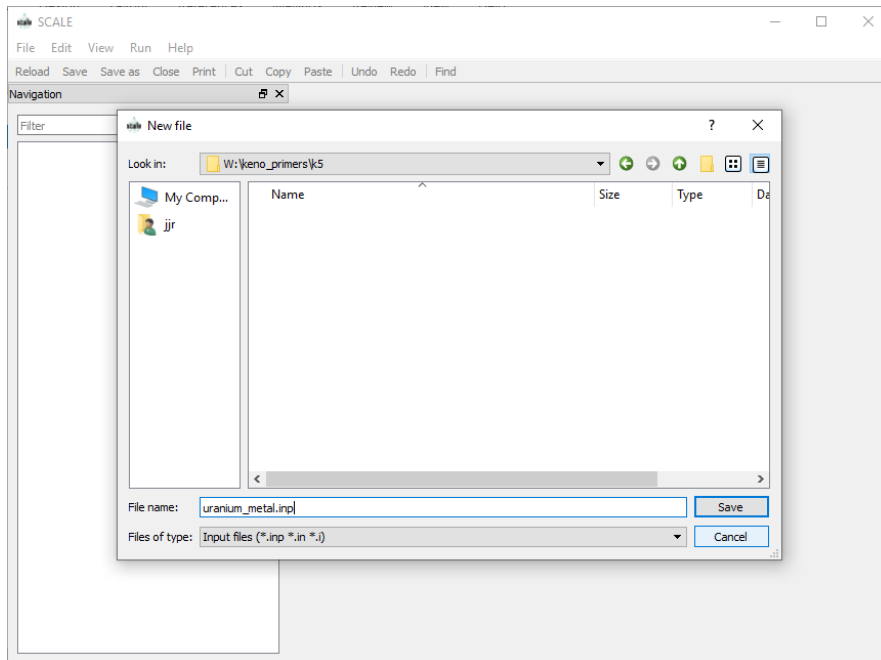 SCALE
File Edit View Run Help
Reload Save Save as Close Print Cut Copy Paste Undo Redo Find
Navigation
Filter
scale New file
Look in: W:\keno_primers\k5
My Comp...
jjr
Name Size Type Da
File name: uranium_metal.inp Save
Files of type: Input files (*.inp *.in *.i) Cancel